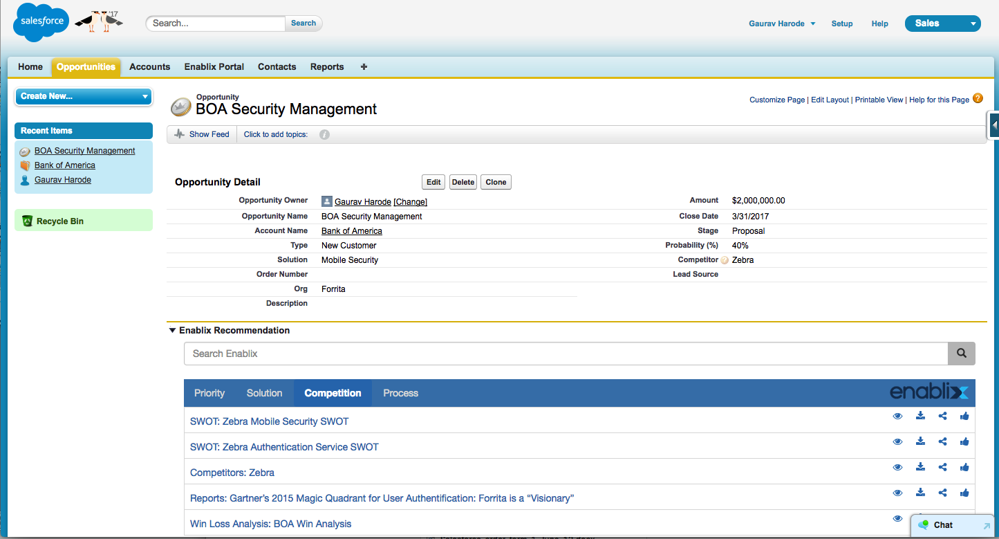 salesforce
'17
Search...
Search
Gaurav Harode
Setup
Help
Sales
Home
Opportunities
Accounts
Enablix Portal
Contacts
Reports
+
Create New...
Recent Items
BOA Security Management
Bank of America
Gaurav Harode
Recycle Bin
Opportunity
BOA Security Management
Customize Page | Edit Layout | Printable View | Help for this Page ?
Show Feed
Click to add topics: i
Opportunity Detail
Edit
Delete
Clone
Opportunity Owner Gaurav Harode [Change]
Amount $2,000,000.00
Opportunity Name BOA Security Management
Close Date 3/31/2017
Account Name Bank of America
Stage Proposal
Type New Customer
Probability (%) 40%
Solution Mobile Security
Competitor ? Zebra
Order Number
Lead Source
Org Forrita
Description
Enablix Recommendation
Search Enablix
Priority
Solution
Competition
Process
enablix
SWOT: Zebra Mobile Security SWOT
SWOT: Zebra Authentication Service SWOT
Competitors: Zebra
Reports: Gartner's 2015 Magic Quadrant for User Authentification: Forrita is a “Visionary”
Win Loss Analysis: BOA Win Analysis
Chat